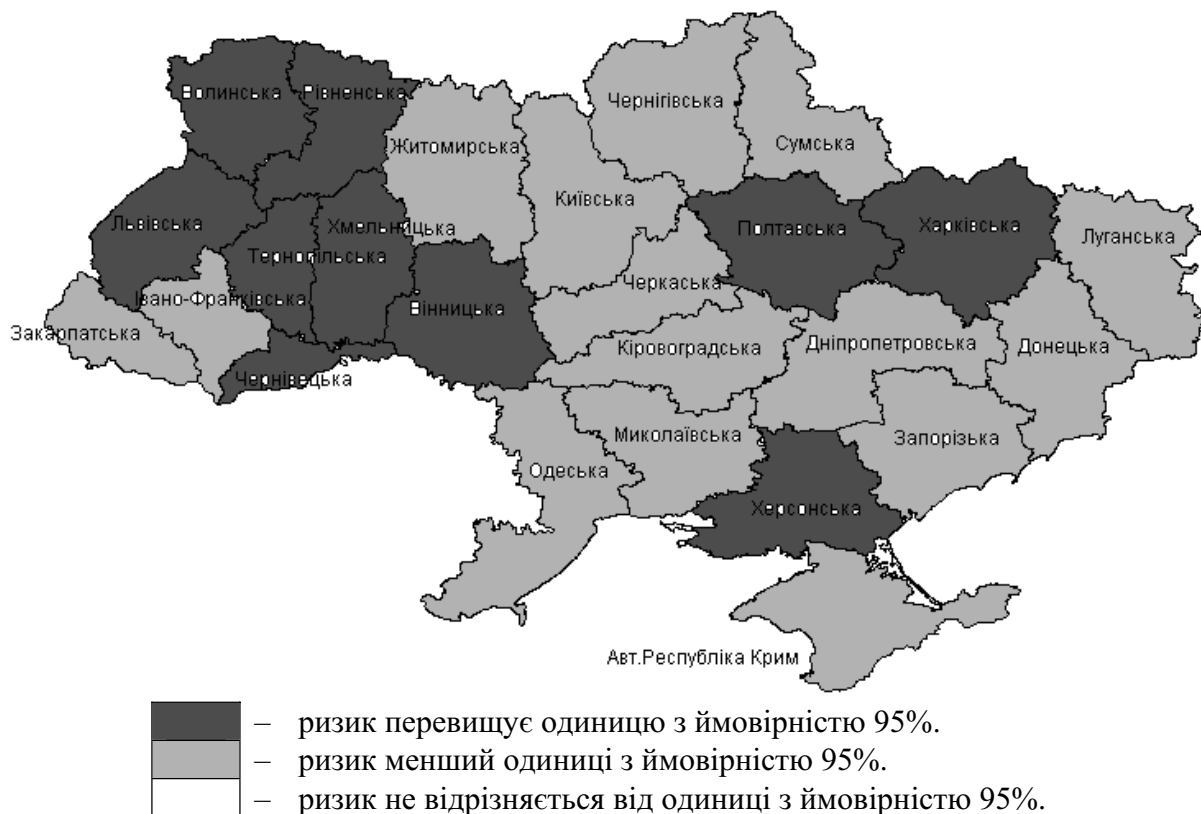 Волинська
Рівненська
Чернігівська
Житомирська
Сумська
Київська
Львівська
Хмельницька
Полтавська
Харківська
Луганська
Тернопільська
Черкаська
Івано-Франківська
Вінницька
Закарпатська
Кіровоградська
Дніпропетровська
Донецька
Чернівецька
Миколаївська
Запорізька
Одеська
Херсонська
Авт.Республіка Крим
– ризик перевищує одиницю з ймовірністю 95%.
– ризик менший одиниці з ймовірністю 95%.
– ризик не відрізняється від одиниці з ймовірністю 95%.